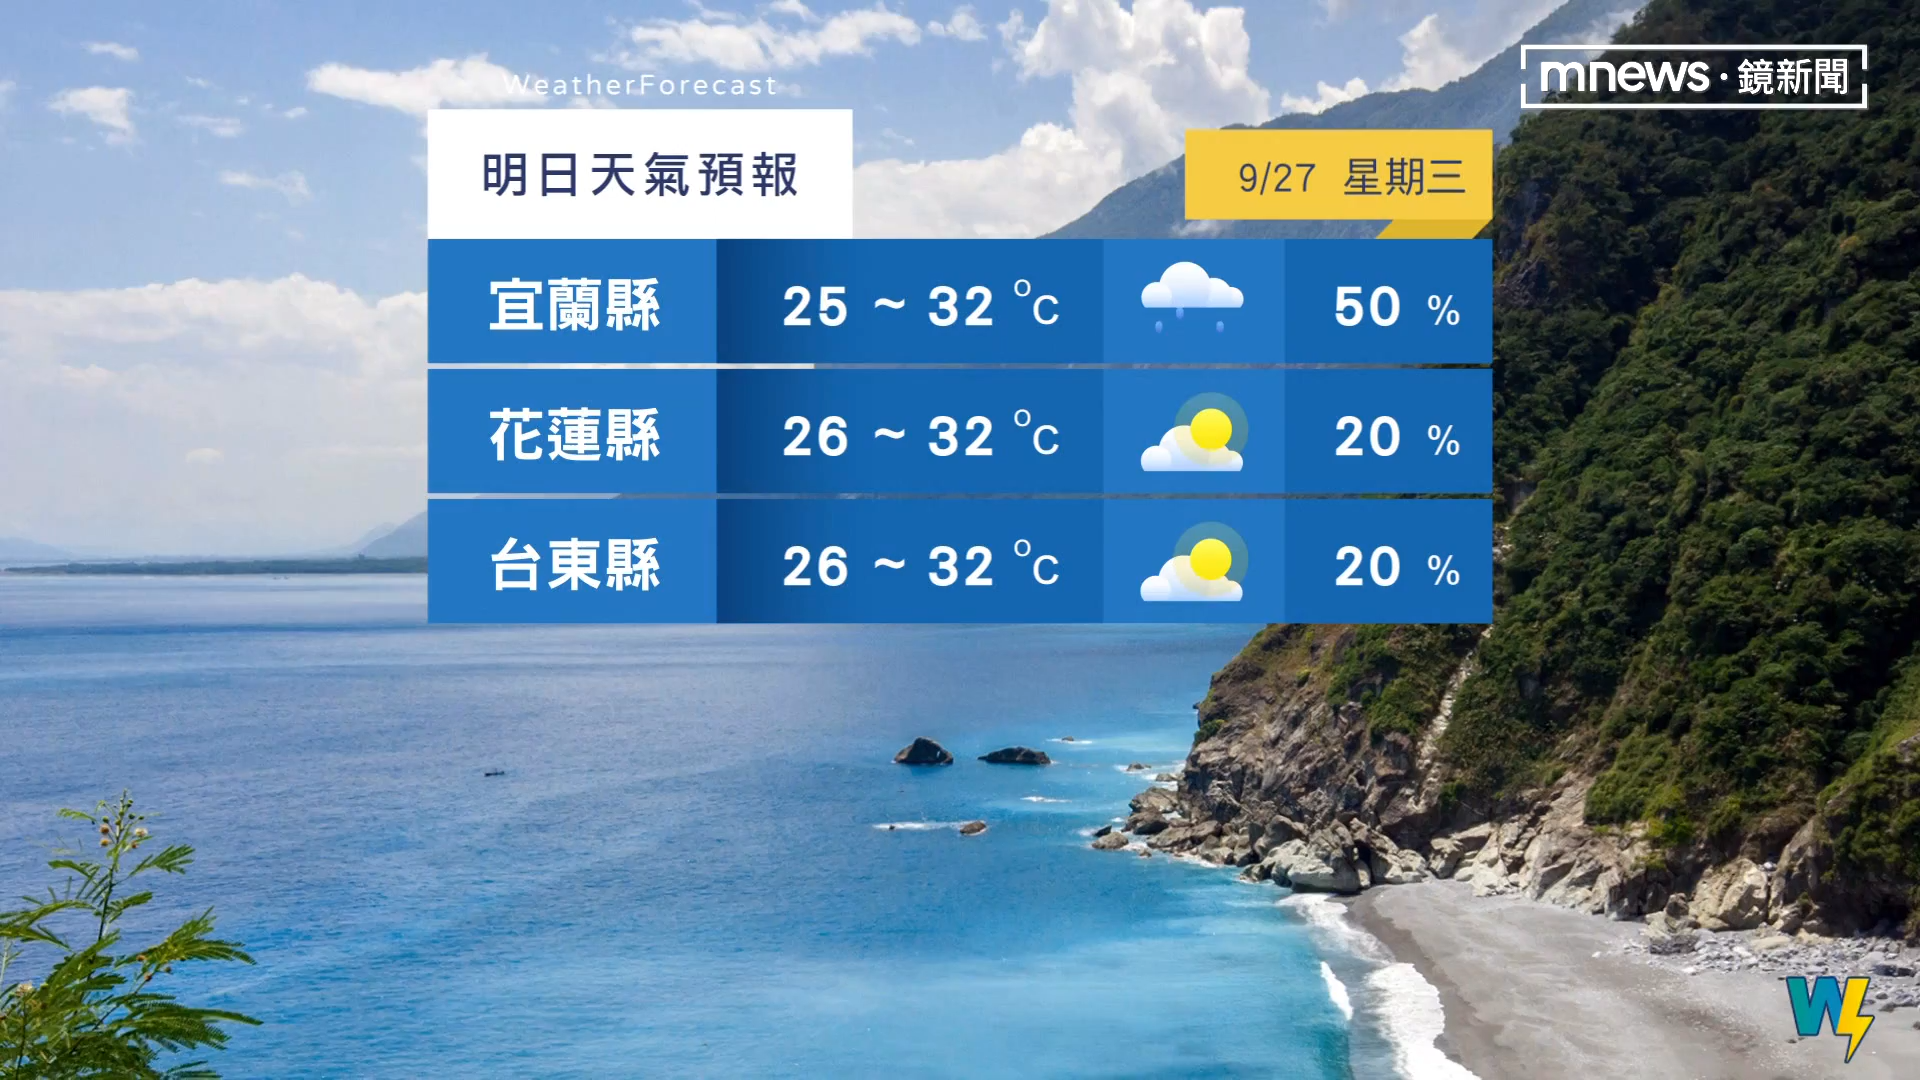 WeatherForecast
mnews·鏡新聞
明日天氣預報
9/27 星期三
宜蘭縣 25 ~ 32 °C 50 %
花蓮縣 26 ~ 32 °C 20 %
台東縣 26 ~ 32 °C 20 %
W